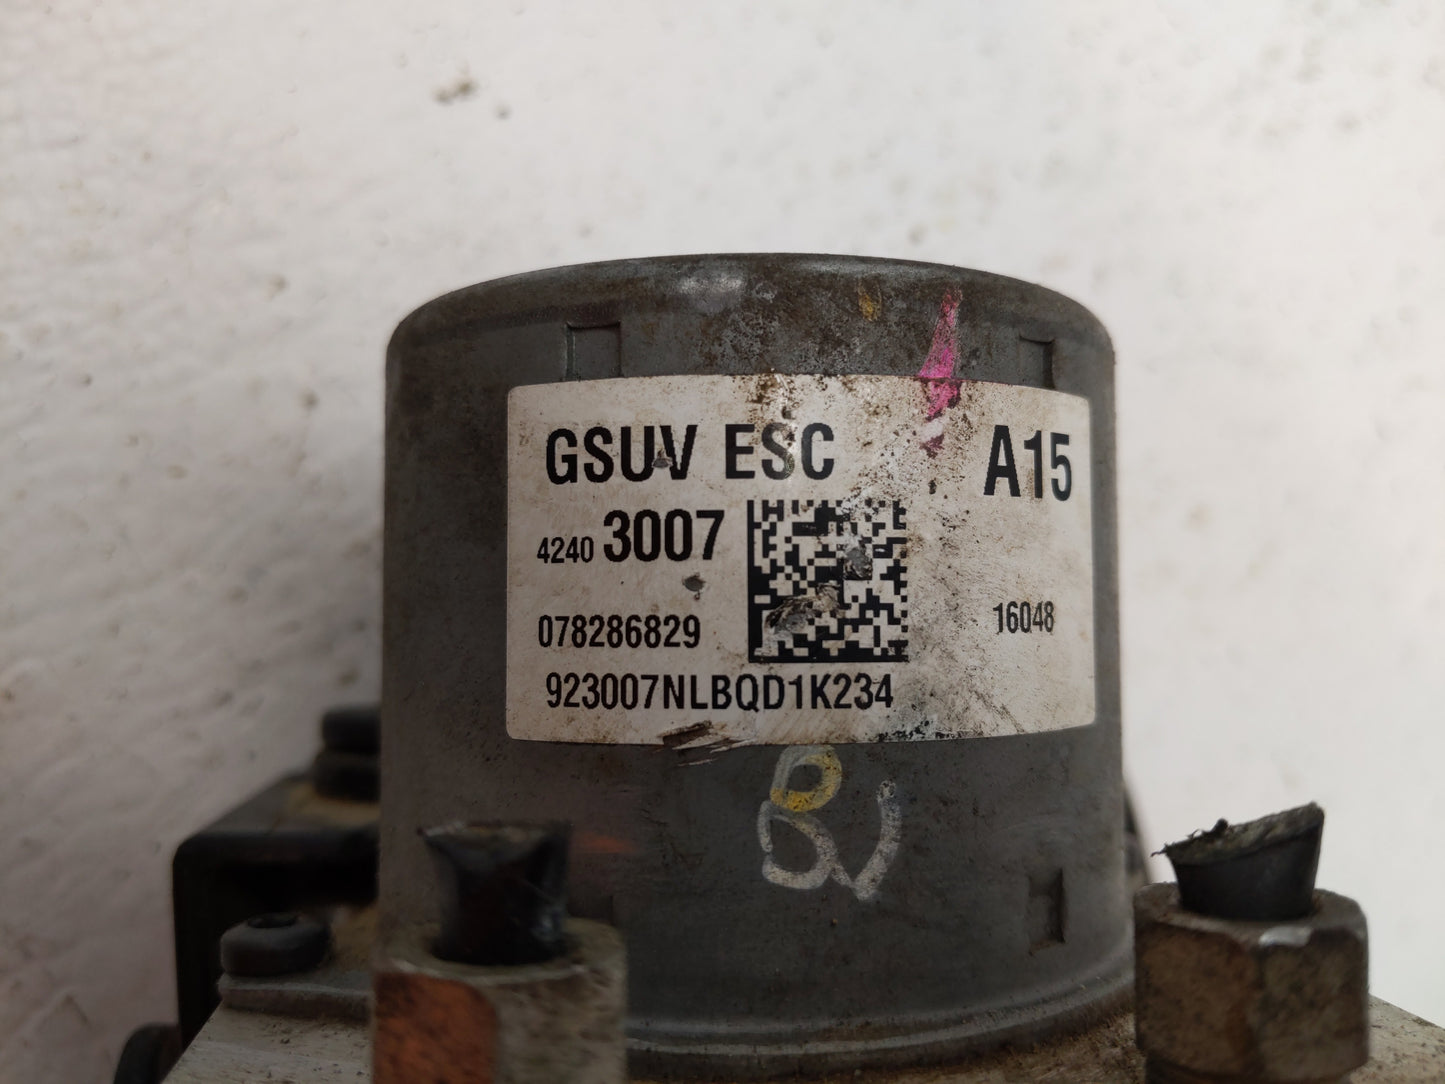 GSUV ESC A15
4240 3007
078286829 16048
923007NLBQD1K234